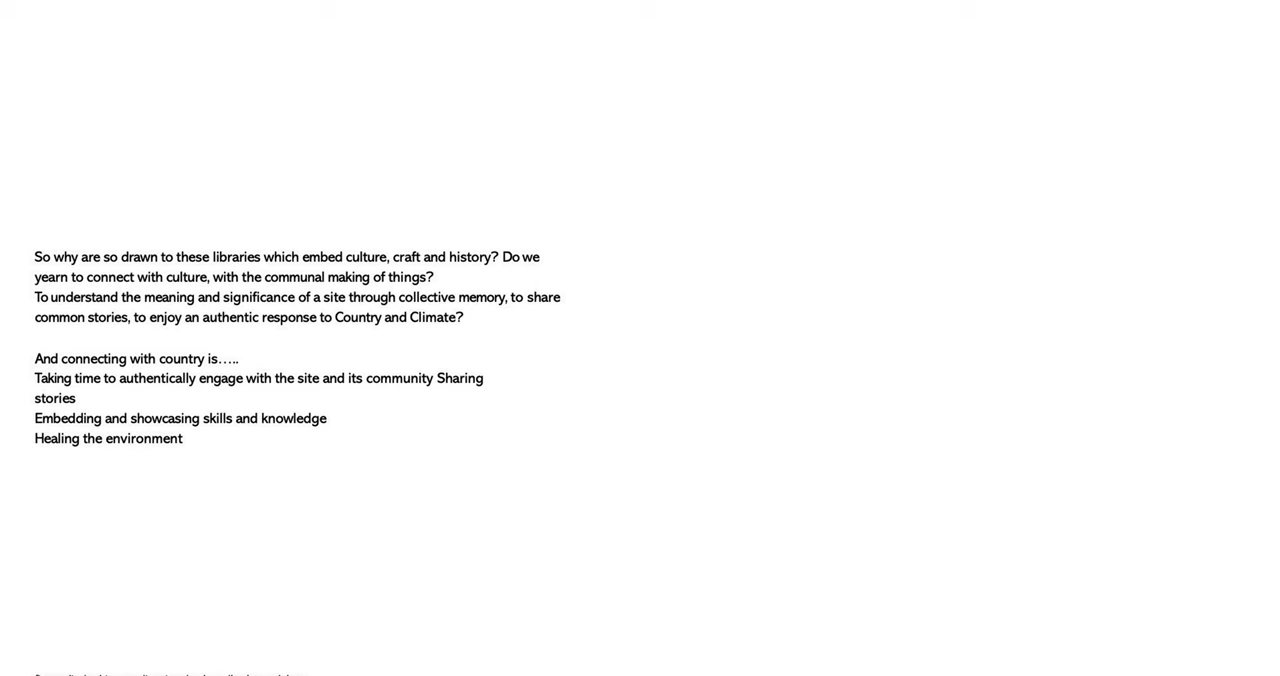 So why are so drawn to these libraries which embed culture, craft and history? Do we
yearn to connect with culture, with the communal making of things?
To understand the meaning and significance of a site through collective memory, to share
common stories, to enjoy an authentic response to Country and Climate?
And connecting with country is…..
Taking time to authentically engage with the site and its community Sharing
stories
Embedding and showcasing skills and knowledge
Healing the environment